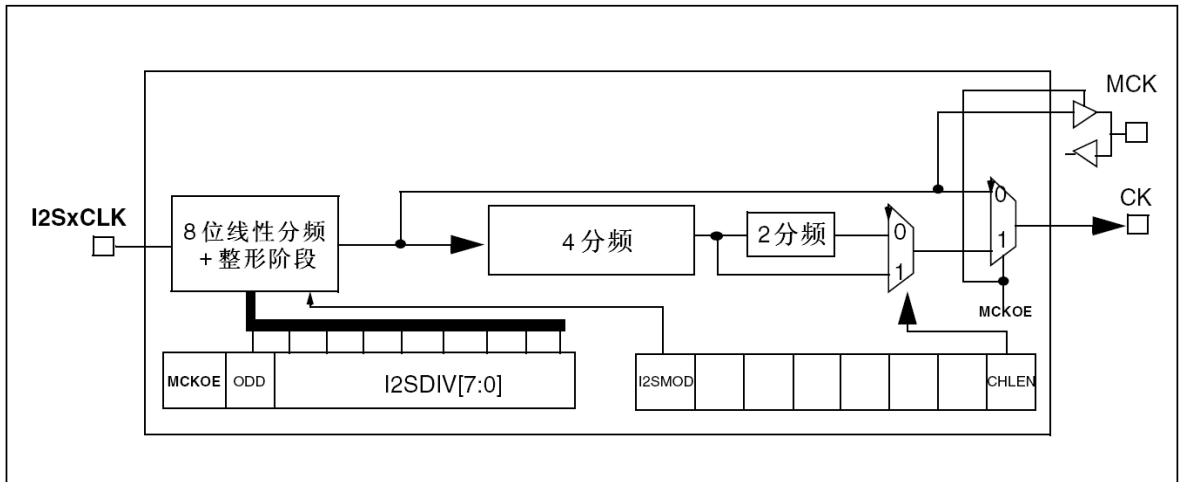 MCK
I2SxCLK
8位线性分频
+整形阶段
4分频
2分频
0
1
0
1
CK
MCKOE
MCKOE
ODD
I2SDIV[7:0]
I2SMOD
CHLEN